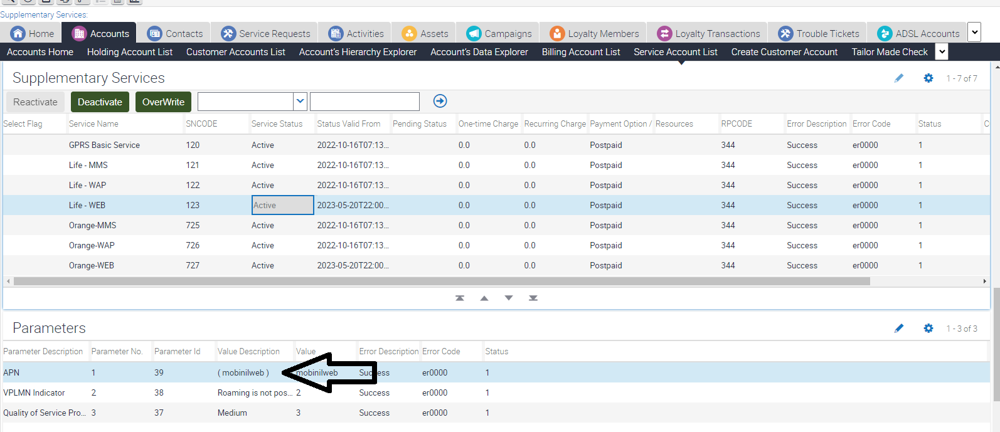 Supplementary Services:
Home Accounts Contacts Service Requests Activities Assets Campaigns Loyalty Members Loyalty Transactions Trouble Tickets ADSL Accounts
Accounts Home Holding Account List Customer Accounts List Account's Hierarchy Explorer Account's Data Explorer Billing Account List Service Account List Create Customer Account Tailor Made Check
Supplementary Services 1 - 7 of 7
Reactivate Deactivate OverWrite
Select Flag Service Name SNCODE Service Status Status Valid From Pending Status One-time Charge Recurring Charge Payment Option / Resources RPCODE Error Description Error Code Status C
GPRS Basic Service 120 Active 2022-10-16T07:13... 0.0 0.0 Postpaid 344 Success er0000 1
Life - MMS 121 Active 2022-10-16T07:13... 0.0 0.0 Postpaid 344 Success er0000 1
Life - WAP 122 Active 2022-10-16T07:13... 0.0 0.0 Postpaid 344 Success er0000 1
Life - WEB 123 Active 2023-05-20T22:00... 0.0 0.0 Postpaid 344 Success er0000 1
Orange-MMS 725 Active 2022-10-16T07:13... 0.0 0.0 Postpaid 344 Success er0000 1
Orange-WAP 726 Active 2022-10-16T07:13... 0.0 0.0 Postpaid 344 Success er0000 1
Orange-WEB 727 Active 2023-05-20T22:00... 0.0 0.0 Postpaid 344 Success er0000 1
Parameters 1 - 3 of 3
Parameter Description Parameter No. Parameter Id Value Description Value Error Description Error Code Status
APN 1 39 ( mobinilweb ) mobinilweb Success er0000 1
VPLMN Indicator 2 38 Roaming is not pos... 2 Success er0000 1
Quality of Service Pro... 3 37 Medium 3 Success er0000 1